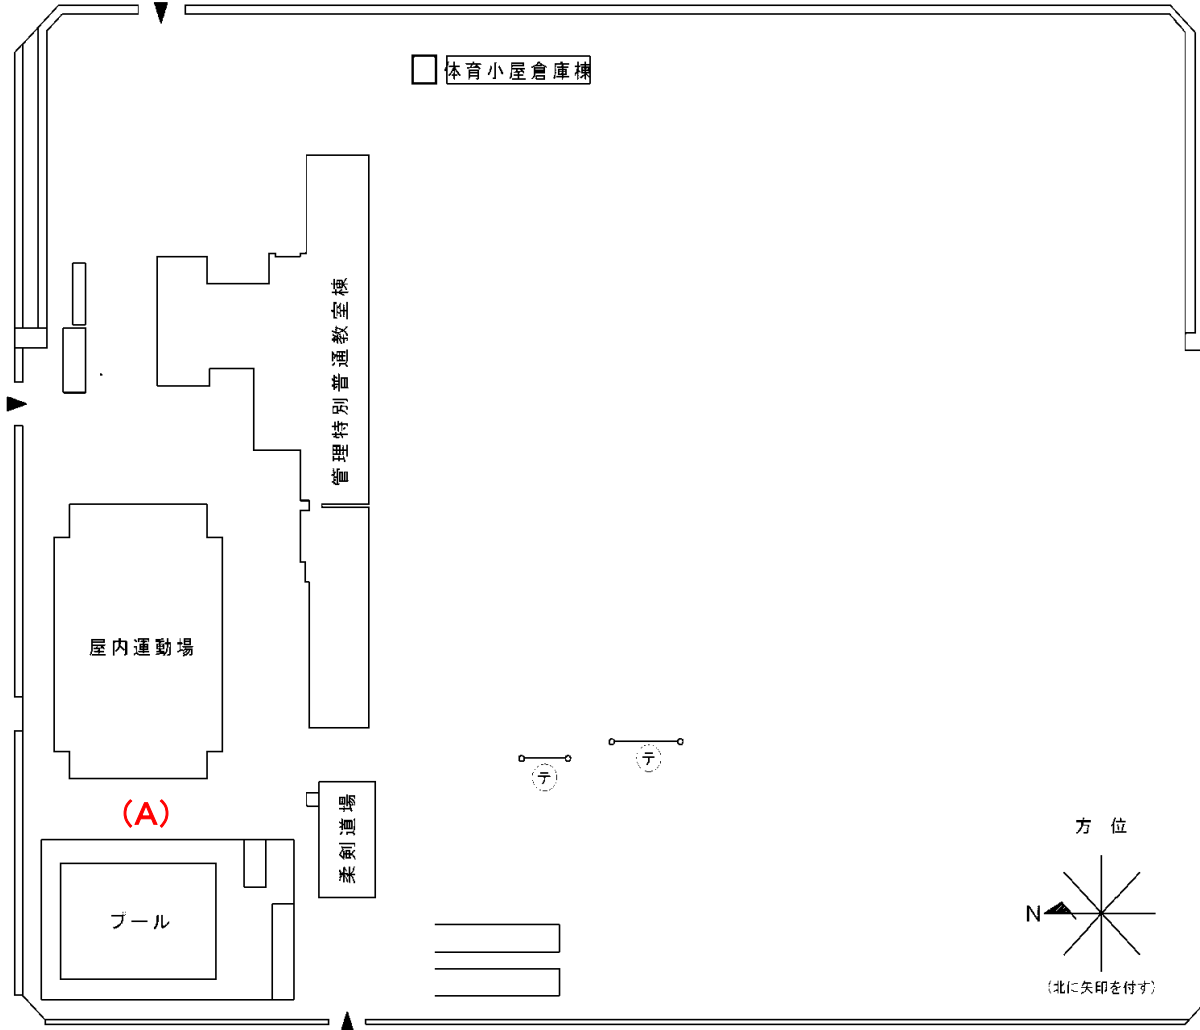 体育小屋倉庫棟
管理特別普通教室棟
屋内運動場
テ
テ
(A)
柔剣道場
プール
方 位
N
(北に矢印を付す)